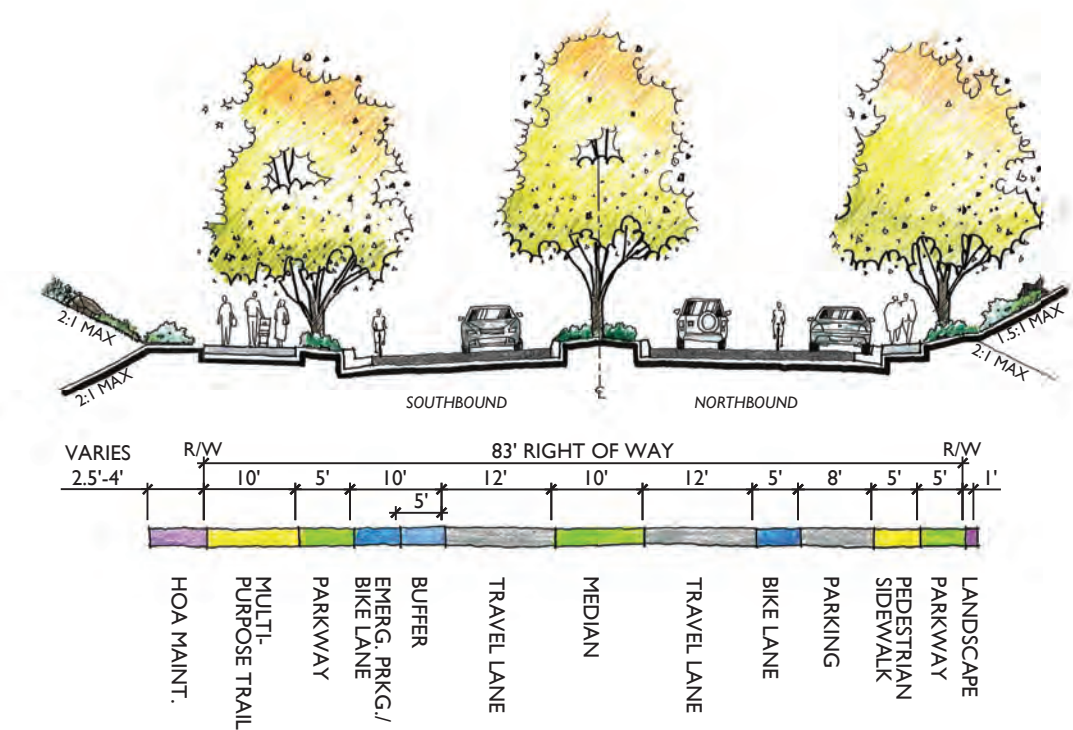 2:1 MAX
2:1 MAX
1.5:1 MAX
2:1 MAX
℄
SOUTHBOUND
NORTHBOUND
VARIES
2.5'-4'
R/W
83' RIGHT OF WAY
R/W
10'
5'
10'
12'
10'
12'
5'
8'
5'
5'
1'
5'
HOA MAINT.
MULTI-
PURPOSE TRAIL
PARKWAY
EMERG. PRKG./
BIKE LANE
BUFFER
TRAVEL LANE
MEDIAN
TRAVEL LANE
BIKE LANE
PARKING
PEDESTRIAN
SIDEWALK
PARKWAY
LANDSCAPE